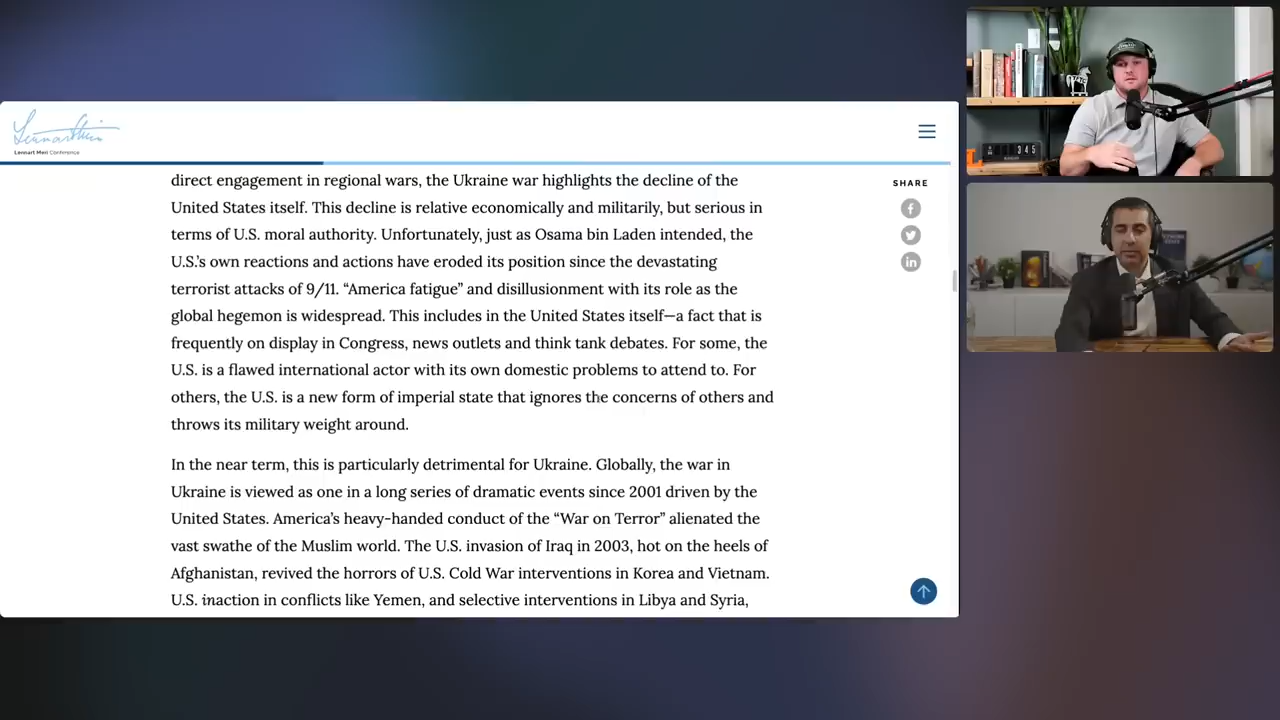 Lennart Meri Conference
direct engagement in regional wars, the Ukraine war highlights the decline of the
United States itself. This decline is relative economically and militarily, but serious in
terms of U.S. moral authority. Unfortunately, just as Osama bin Laden intended, the
U.S.’s own reactions and actions have eroded its position since the devastating
terrorist attacks of 9/11. “America fatigue” and disillusionment with its role as the
global hegemon is widespread. This includes in the United States itself—a fact that is
frequently on display in Congress, news outlets and think tank debates. For some, the
U.S. is a flawed international actor with its own domestic problems to attend to. For
others, the U.S. is a new form of imperial state that ignores the concerns of others and
throws its military weight around.
In the near term, this is particularly detrimental for Ukraine. Globally, the war in
Ukraine is viewed as one in a long series of dramatic events since 2001 driven by the
United States. America’s heavy-handed conduct of the “War on Terror” alienated the
vast swathe of the Muslim world. The U.S. invasion of Iraq in 2003, hot on the heels of
Afghanistan, revived the horrors of U.S. Cold War interventions in Korea and Vietnam.
U.S. inaction in conflicts like Yemen, and selective interventions in Libya and Syria,
SHARE
345